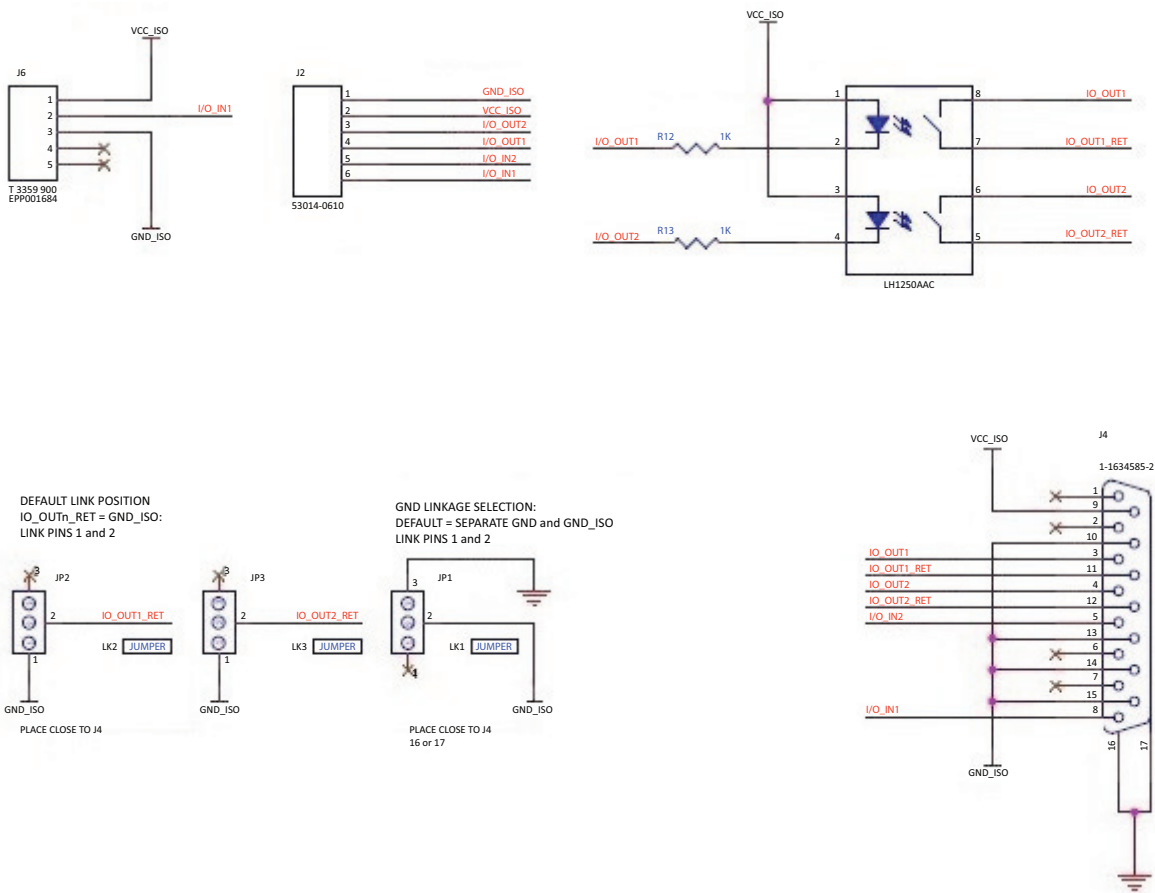 VCC_ISO
J6
1
2
3
4
5
I/O_IN1
T 3359 900
EPP001684
GND_ISO
J2
1 GND_ISO
2 VCC_ISO
3 I/O_OUT2
4 I/O_OUT1
5 I/O_IN2
6 I/O_IN1
53014-0610
VCC_ISO
1 8 IO_OUT1
I/O_OUT1 R12 1K 2 7 IO_OUT1_RET
3 6 IO_OUT2
I/O_OUT2 R13 1K 4 5 IO_OUT2_RET
LH1250AAC
DEFAULT LINK POSITION
IO_OUTn_RET = GND_ISO:
LINK PINS 1 and 2
3 JP2
2 IO_OUT1_RET
LK2 JUMPER
1
GND_ISO
PLACE CLOSE TO J4
3 JP3
2 IO_OUT2_RET
LK3 JUMPER
1
GND_ISO
GND LINKAGE SELECTION:
DEFAULT = SEPARATE GND and GND_ISO
LINK PINS 1 and 2
3 JP1
2
LK1 JUMPER
1
GND_ISO
PLACE CLOSE TO J4
16 or 17
VCC_ISO
J4
1-1634585-2
1
9
2
10
IO_OUT1 3
IO_OUT1_RET 11
IO_OUT2 4
IO_OUT2_RET 12
I/O_IN2 5
13
6
14
7
15
I/O_IN1 8
16 17
GND_ISO